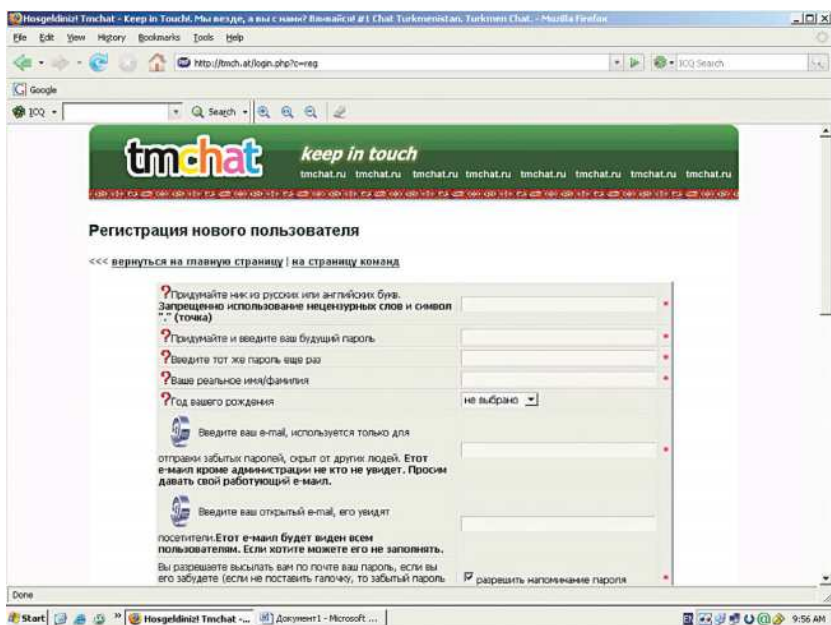 Hosgeldiniz! Tmchat - Keep in Touch!. Мы везде, а вы с нами? Вливайся! #1 Chat Turkmenistan. Turkmen Chat. - Mozilla Firefox
File Edit View History Bookmarks Tools Help
http://tmch.at/login.php?c=reg
ICQ Search
Google
ICQ
Search
tmchat
keep in touch
tmchat.ru tmchat.ru tmchat.ru tmchat.ru tmchat.ru tmchat.ru tmchat.ru tmchat.ru
Регистрация нового пользователя
<<< вернуться на главную страницу | на страницу команд
?Придумайте ник из русских или английских букв.
Запрещенно использование нецензурных слов и символ
"." (точка)
*
?Придумайте и введите ваш будущий пароль *
?Введите тот же пароль еще раз *
?Ваше реальное имя/фамилия *
?Год вашего рождения не выбрано
Введите ваш e-mail, используется только для
отправки забытых паролей, скрыт от других людей. Етот
е-маил кроме администрации не кто не увидет. Просим
давать свой работующий е-маил.
*
Введите ваш открытый e-mail, его увидят
посетители.Етот е-маил будет виден всем
пользователям. Если хотите можете его не заполнять.
Вы разрешаете высылать вам по почте ваш пароль, если вы
его забудете (если не поставить галочку, то забытый пароль
разрешить напоминание пароля *
Done
Start
Hosgeldiniz! Tmchat -... Документ1 - Microsoft ...
EN
9:56 AM